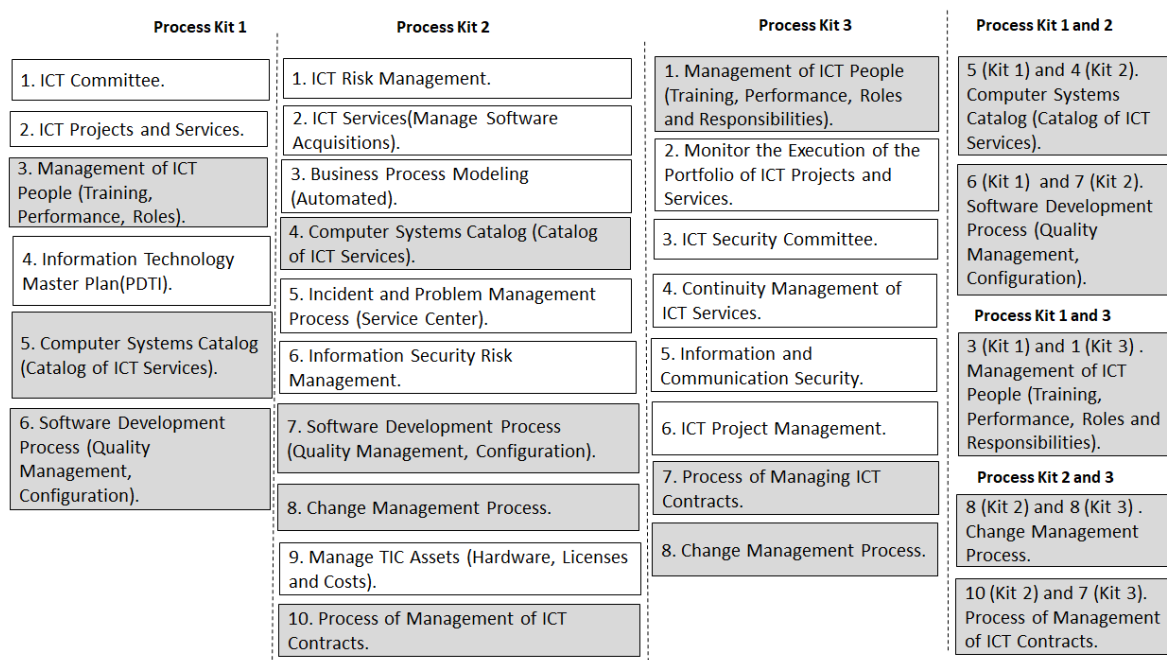 Process Kit 1
1. ICT Committee.
2. ICT Projects and Services.
3. Management of ICT
People (Training,
Performance, Roles).
4. Information Technology
Master Plan(PDTI).
5. Computer Systems Catalog
(Catalog of ICT Services).
6. Software Development
Process (Quality
Management,
Configuration).
Process Kit 2
1. ICT Risk Management.
2. ICT Services(Manage Software
Acquisitions).
3. Business Process Modeling
(Automated).
4. Computer Systems Catalog (Catalog
of ICT Services).
5. Incident and Problem Management
Process (Service Center).
6. Information Security Risk
Management.
7. Software Development Process
(Quality Management, Configuration).
8. Change Management Process.
9. Manage TIC Assets (Hardware, Licenses
and Costs).
10. Process of Management of ICT
Contracts.
Process Kit 3
1. Management of ICT People
(Training, Performance, Roles
and Responsibilities).
2. Monitor the Execution of the
Portfolio of ICT Projects and
Services.
3. ICT Security Committee.
4. Continuity Management of
ICT Services.
5. Information and
Communication Security.
6. ICT Project Management.
7. Process of Managing ICT
Contracts.
8. Change Management Process.
Process Kit 1 and 2
5 (Kit 1) and 4 (Kit 2).
Computer Systems
Catalog (Catalog of ICT
Services).
6 (Kit 1) and 7 (Kit 2).
Software Development
Process (Quality
Management,
Configuration).
Process Kit 1 and 3
3 (Kit 1) and 1 (Kit 3) .
Management of ICT
People (Training,
Performance, Roles and
Responsibilities).
Process Kit 2 and 3
8 (Kit 2) and 8 (Kit 3) .
Change Management
Process.
10 (Kit 2) and 7 (Kit 3).
Process of Management
of ICT Contracts.